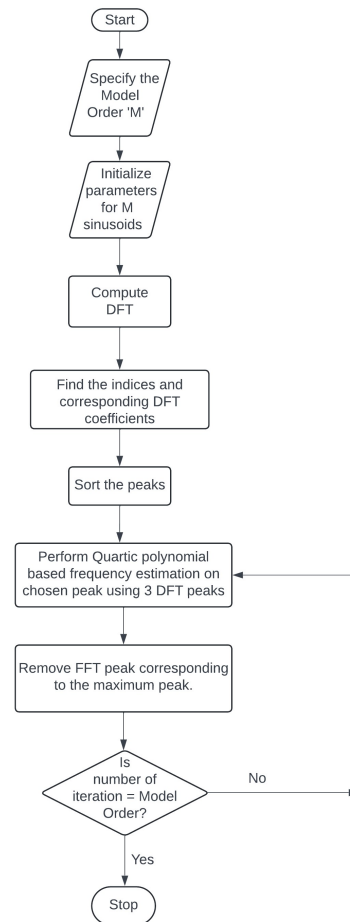 Start
Specify the
Model
Order 'M'
Initialize
parameters
for M
sinusoids
Compute
DFT
Find the indices and
corresponding DFT
coefficients
Sort the peaks
Perform Quartic polynomial
based frequency estimation on
chosen peak using 3 DFT peaks
Remove FFT peak corresponding
to the maximum peak.
Is
number of
iteration = Model
Order?
No
Yes
Stop